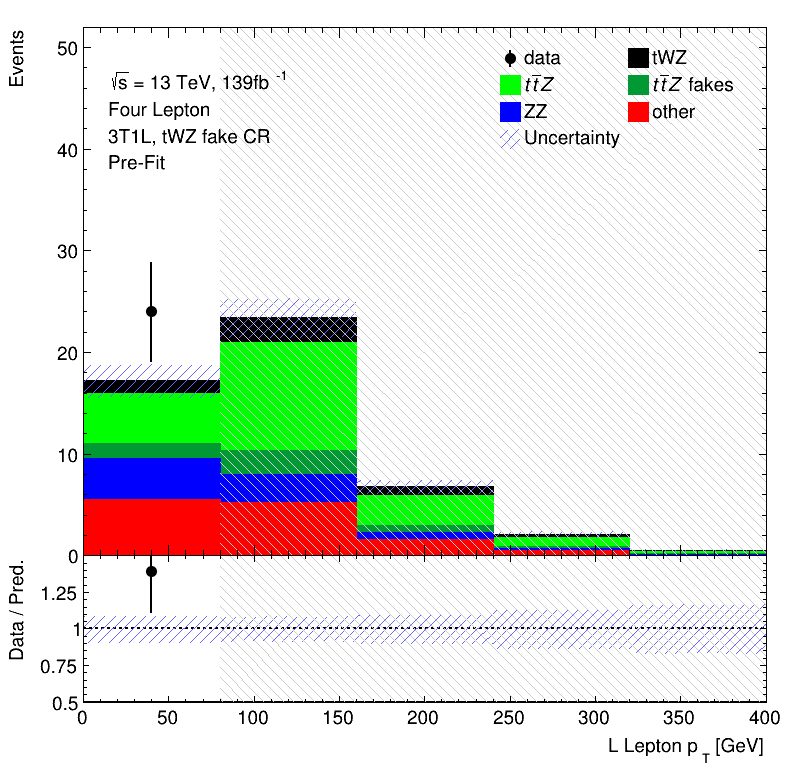 Events
50
40
30
20
10
0
√s = 13 TeV, 139fb⁻¹
Four Lepton
3T1L, tWZ fake CR
Pre-Fit
data
tWZ
tt̄Z
tt̄Z fakes
ZZ
other
Uncertainty
Data / Pred.
1.25
1
0.75
0.5
0 50 100 150 200 250 300 350 400
L Lepton p_T [GeV]